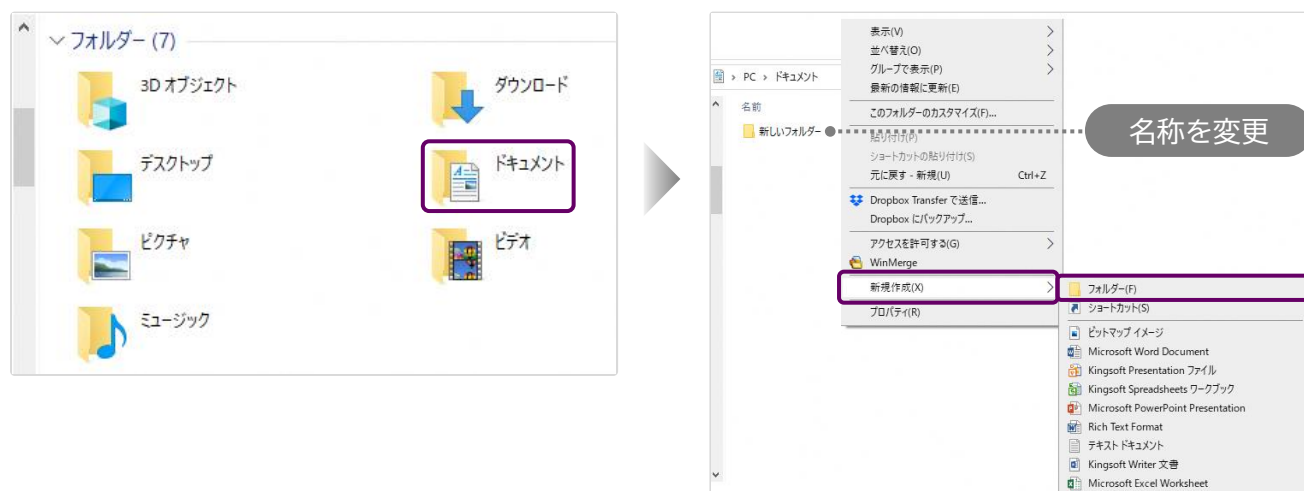 フォルダー (7)
3D オブジェクト
ダウンロード
デスクトップ
ドキュメント
ピクチャ
ビデオ
ミュージック
表示(V)
並べ替え(O)
グループで表示(P)
最新の情報に更新(E)
このフォルダーのカスタマイズ(F)...
貼り付け(P)
ショートカットの貼り付け(S)
元に戻す - 新規(U) Ctrl+Z
Dropbox Transfer で送信...
Dropbox にバックアップ...
アクセスを許可する(G)
WinMerge
新規作成(X)
プロパティ(R)
PC › ドキュメント
名前
新しいフォルダー
名称を変更
フォルダー(F)
ショートカット(S)
ビットマップ イメージ
Microsoft Word Document
Kingsoft Presentation ファイル
Kingsoft Spreadsheets ワークブック
Microsoft PowerPoint Presentation
Rich Text Format
テキスト ドキュメント
Kingsoft Writer 文書
Microsoft Excel Worksheet